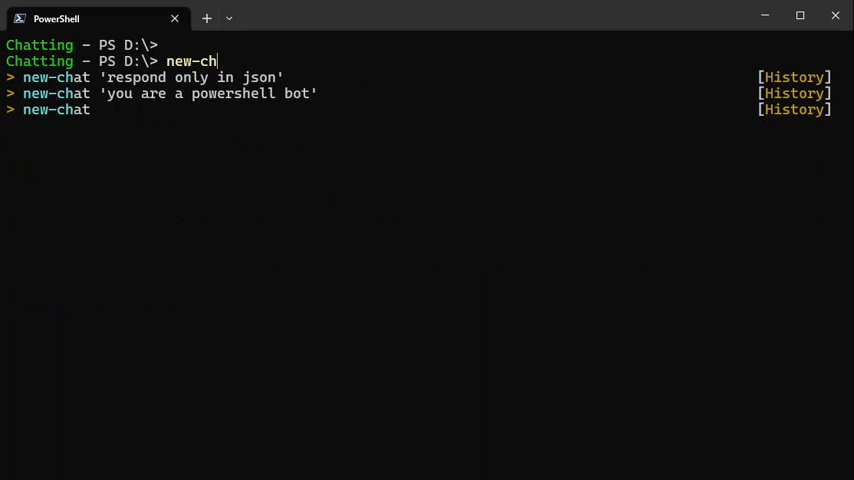 PowerShell
Chatting - PS D:\>
Chatting - PS D:\> new-ch
> new-chat 'respond only in json' [History]
> new-chat 'you are a powershell bot' [History]
> new-chat [History]